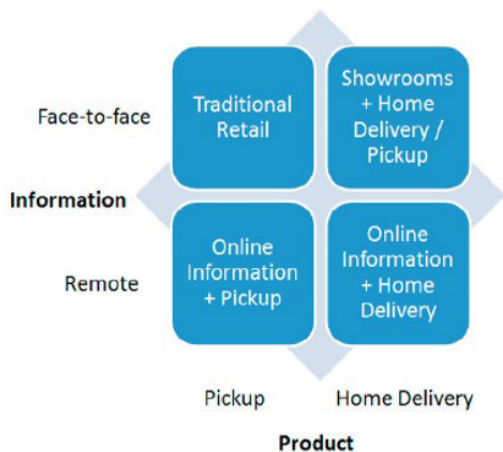 Face-to-face
Traditional
Retail
Showrooms
+ Home
Delivery /
Pickup
Information
Remote
Online
Information
+ Pickup
Online
Information
+ Home
Delivery
Pickup
Home Delivery
Product